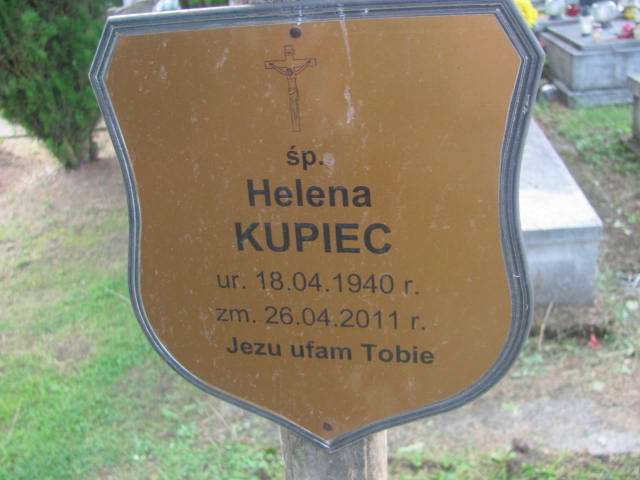 śp.
Helena
KUPIEC
ur. 18.04.1940 r.
zm. 26.04.2011 r.
Jezu ufam Tobie